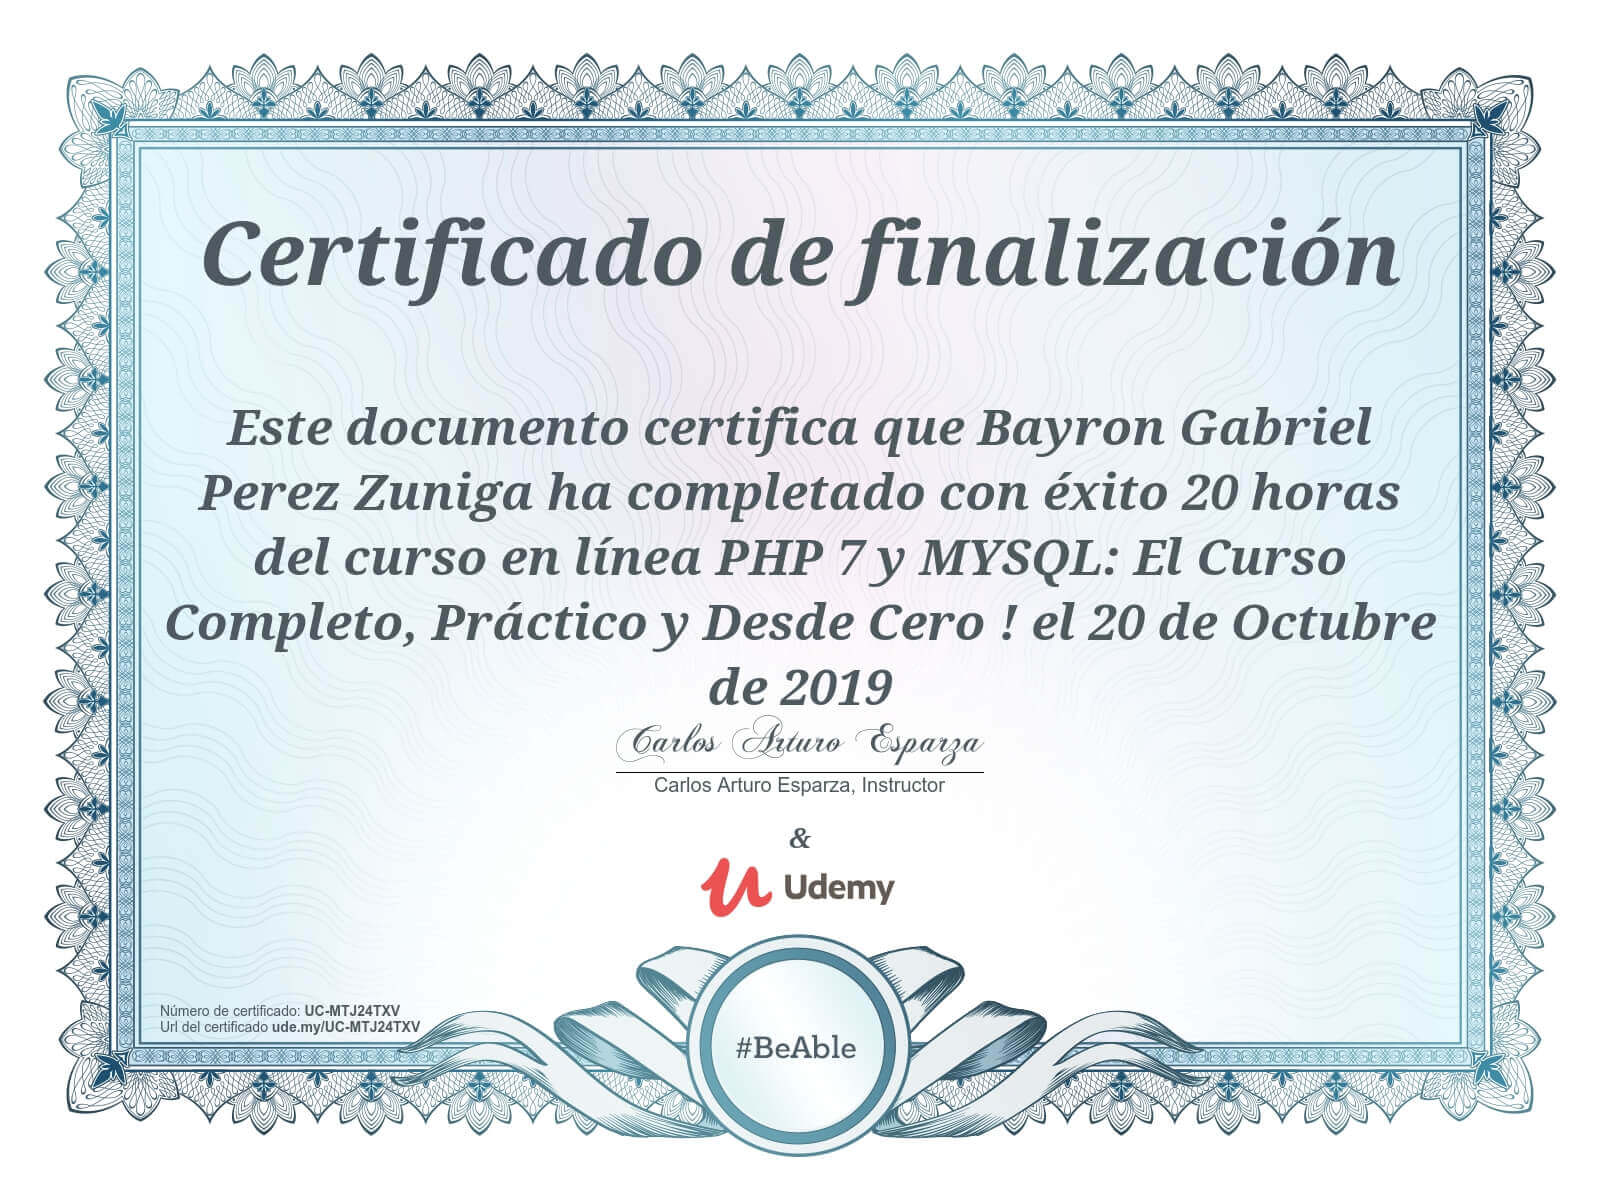 Certificado de finalización
Este documento certifica que Bayron Gabriel
Perez Zuniga ha completado con éxito 20 horas
del curso en línea PHP 7 y MYSQL: El Curso
Completo, Práctico y Desde Cero ! el 20 de Octubre
de 2019
Carlos Arturo Esparza
Carlos Arturo Esparza, Instructor
&
Udemy
Número de certificado: UC-MTJ24TXV
Url del certificado ude.my/UC-MTJ24TXV
#BeAble